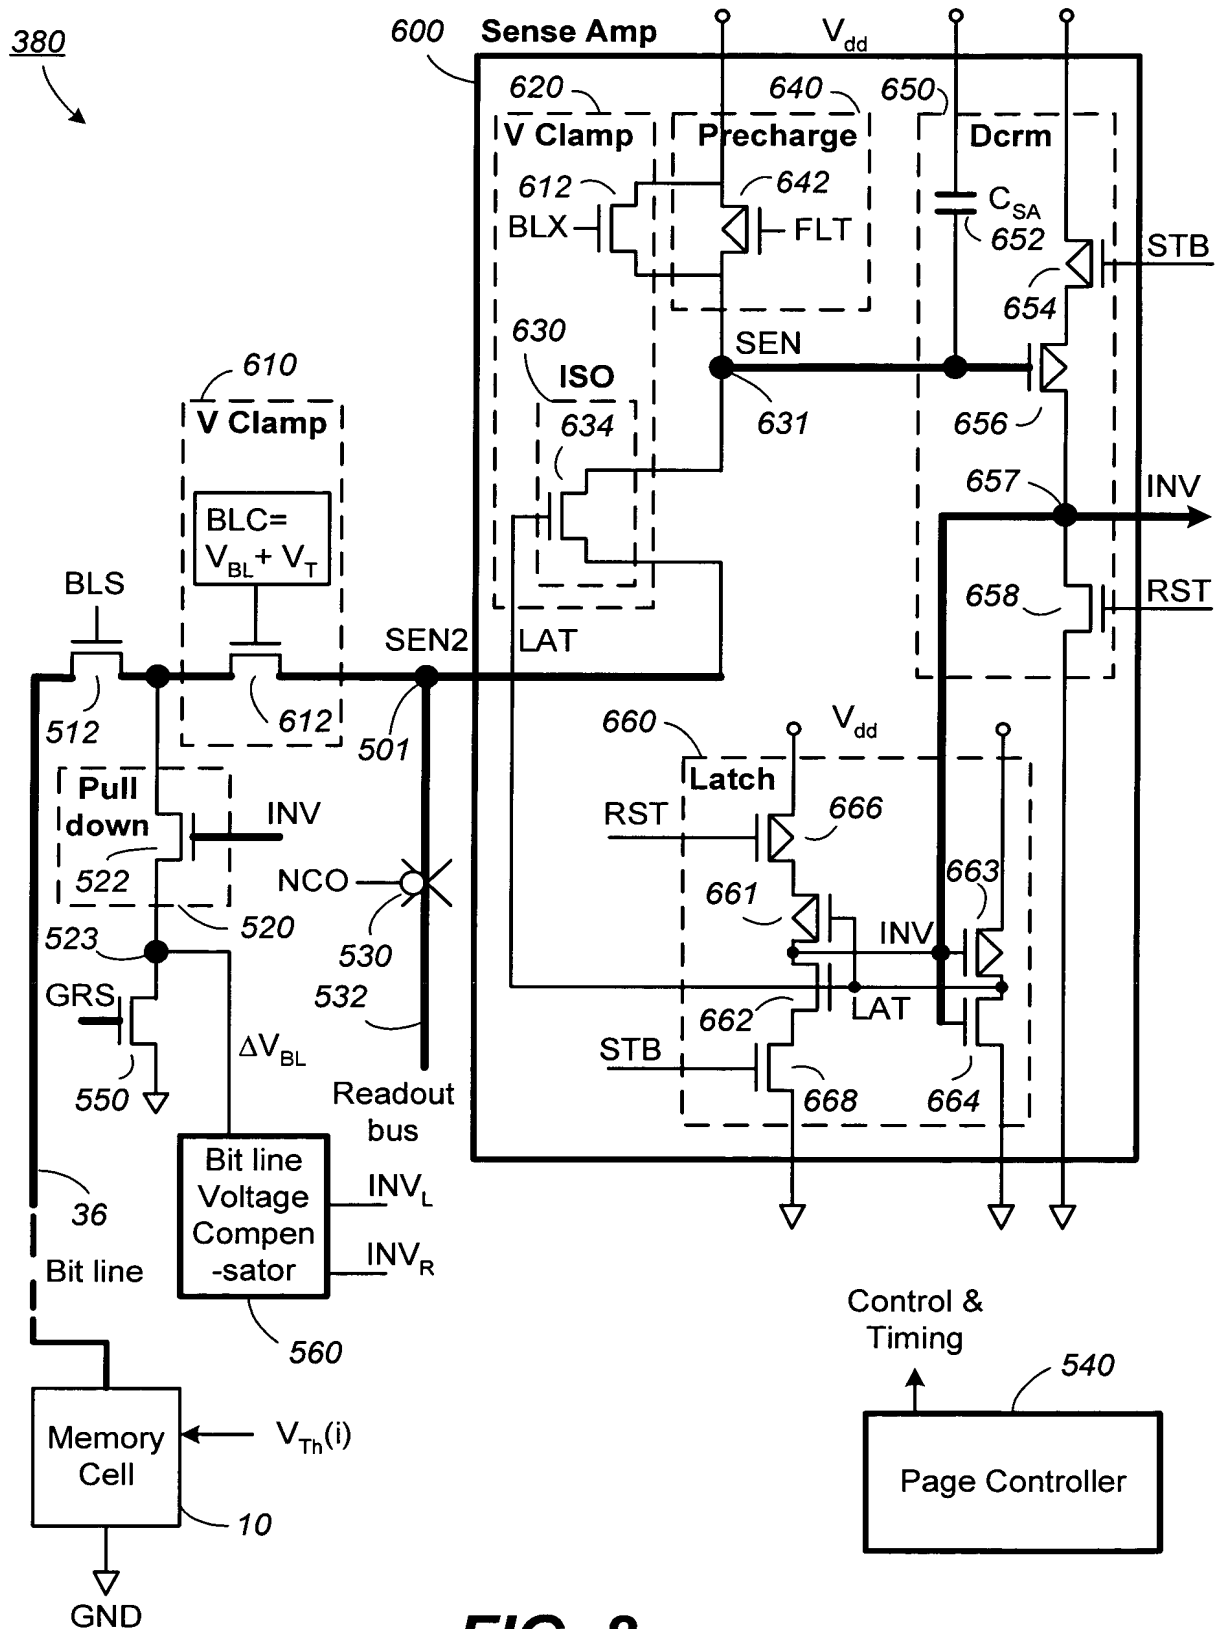 380
600
Sense Amp
Vdd
620
640
650
V Clamp
Precharge
Dcrm
612
642
CSA
BLX
FLT
652
STB
654
630
SEN
610
ISO
631
V Clamp
634
656
657
INV
BLC=
VBL + VT
BLS
658
RST
SEN2
LAT
512
612
501
660
Vdd
Pull
down
Latch
INV
RST
666
522
NCO
661
663
520
INV
523
530
GRS
532
662
LAT
ΔVBL
STB
550
Readout
bus
668
664
Bit line
Voltage
Compen
-sator
INVL
36
INVR
Bit line
Control &
Timing
560
540
Memory
Cell
VTh(i)
Page Controller
10
GND
FIG. 8